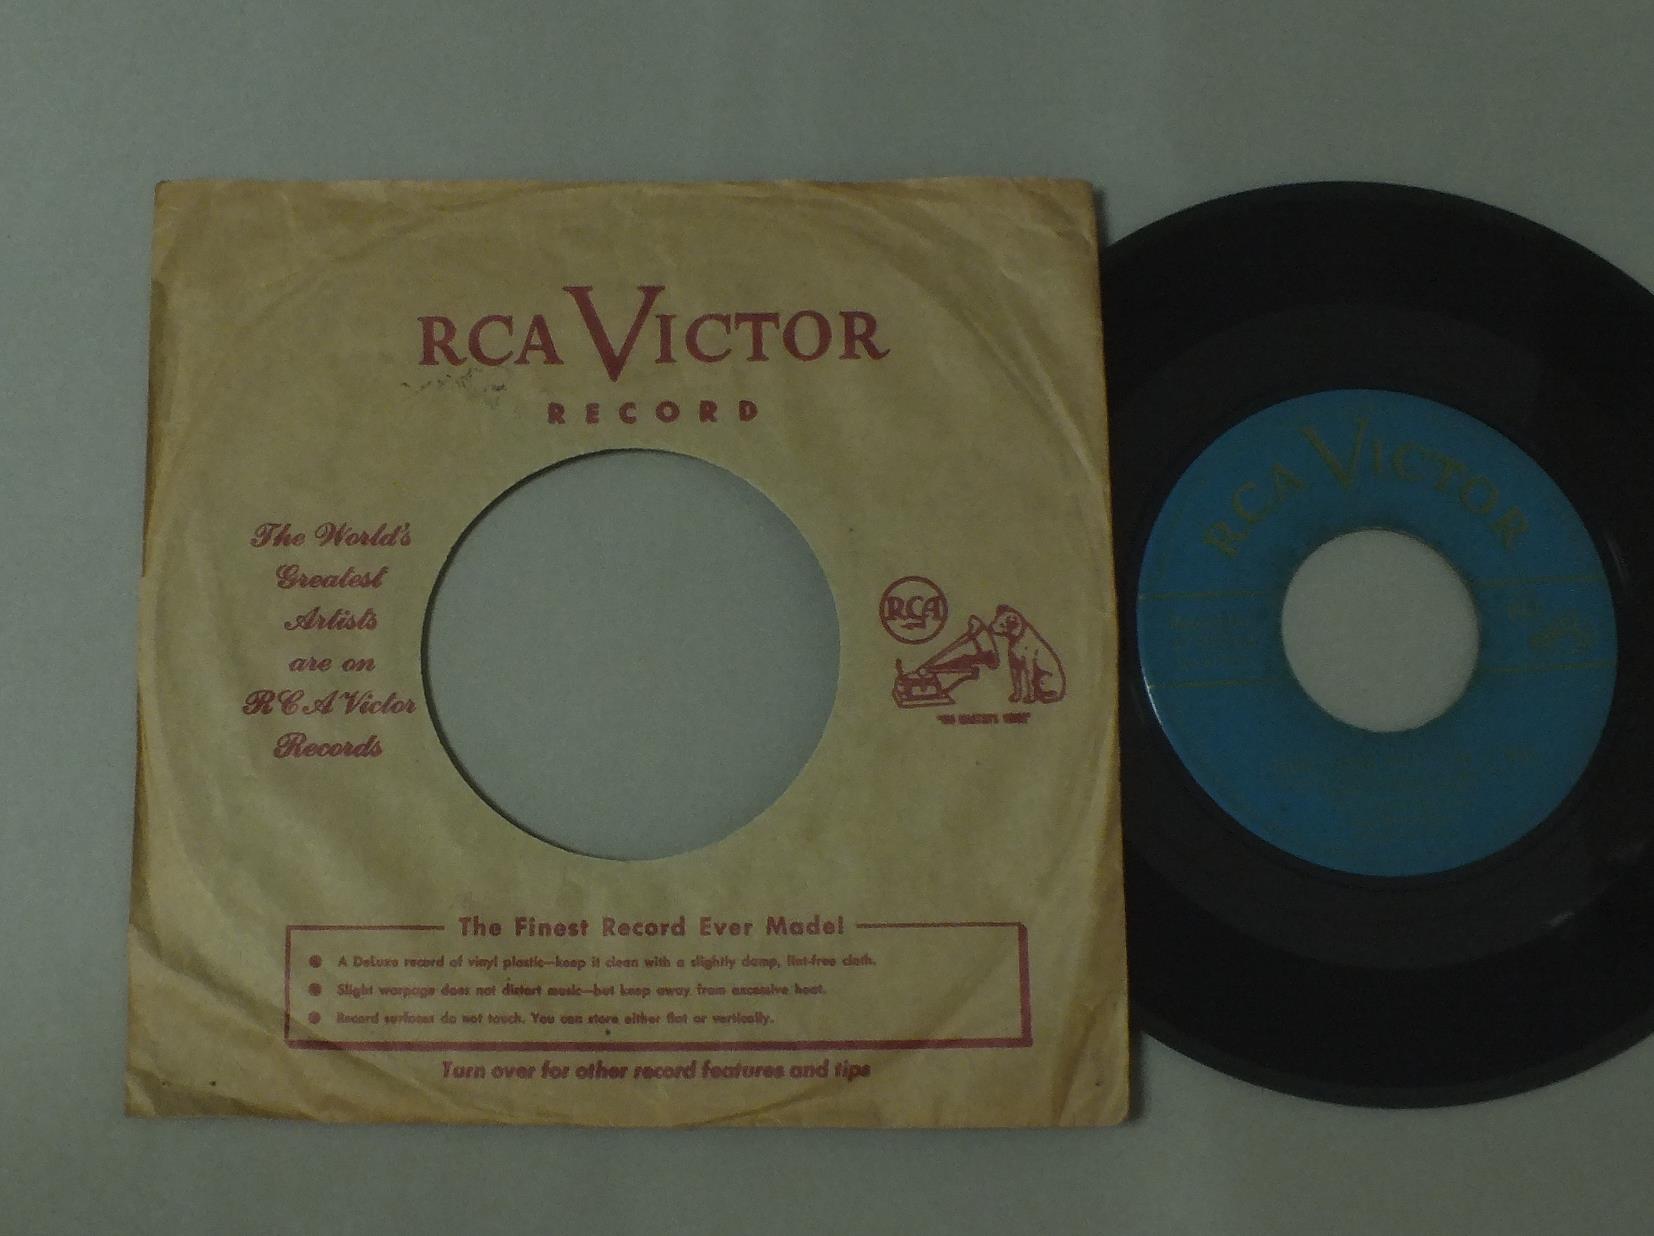 RCA VICTOR
RECORD
The World's
Greatest
Artists
are on
RCA Victor
Records
RCA
"HIS MASTER'S VOICE"
The Finest Record Ever Made!
A DeLuxe record of vinyl plastic—keep it clean with a slightly damp, lint-free cloth.
Slight warpage does not distort music—but keep away from excessive heat.
Record surfaces do not touch. You can store either flat or vertically.
Turn over for other record features and tips
RCA VICTOR